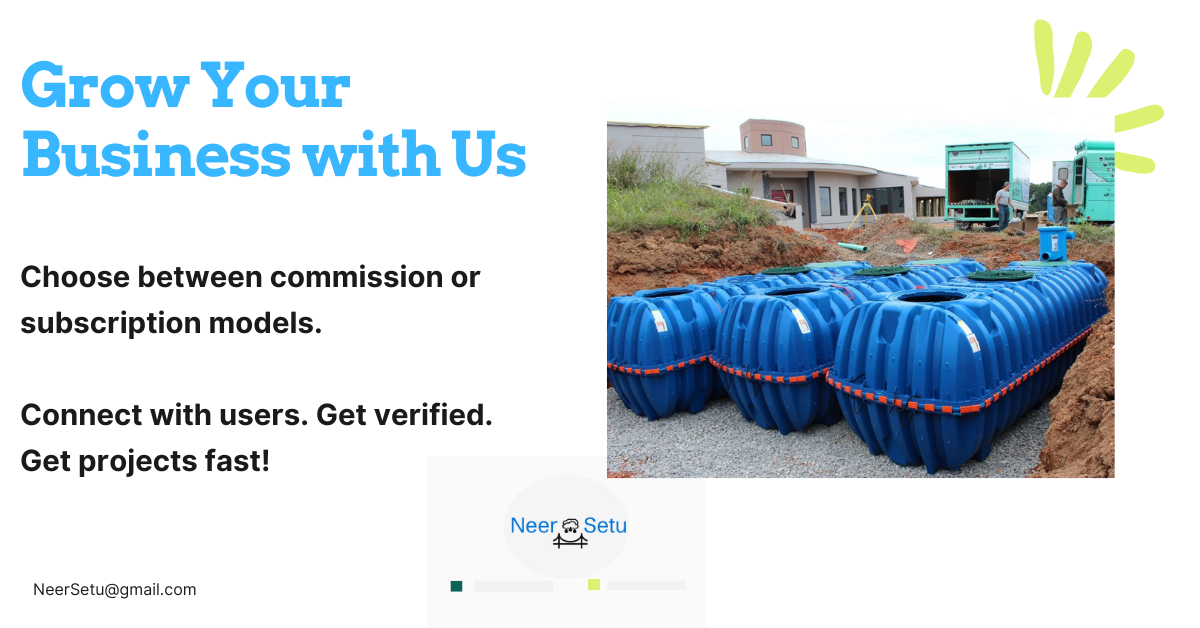 Grow Your
Business with Us
Choose between commission or
subscription models.
Connect with users. Get verified.
Get projects fast!
Neer Setu
NeerSetu@gmail.com